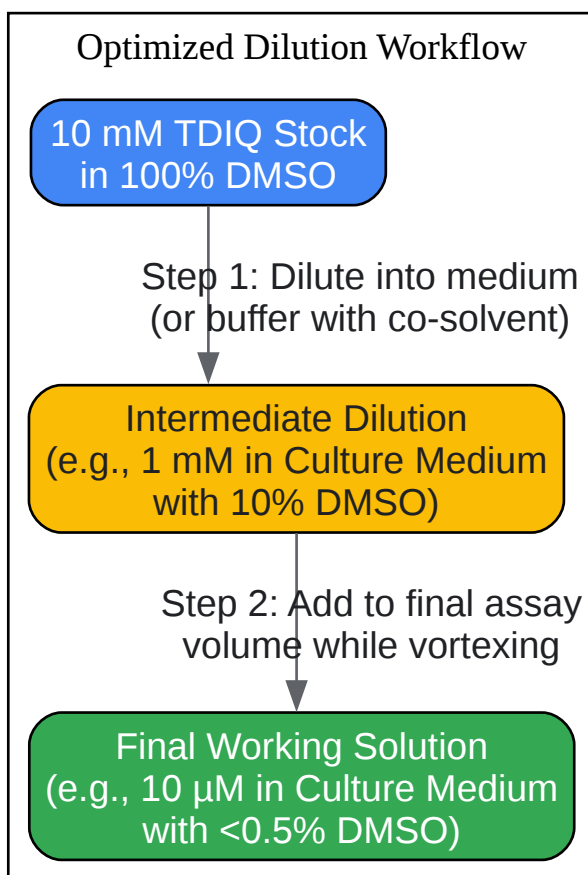 Optimized Dilution Workflow
10 mM TDIQ Stock
in 100% DMSO
Step 1: Dilute into medium
(or buffer with co-solvent)
Intermediate Dilution
(e.g., 1 mM in Culture Medium
with 10% DMSO)
Step 2: Add to final assay
volume while vortexing
Final Working Solution
(e.g., 10 µM in Culture Medium
with <0.5% DMSO)